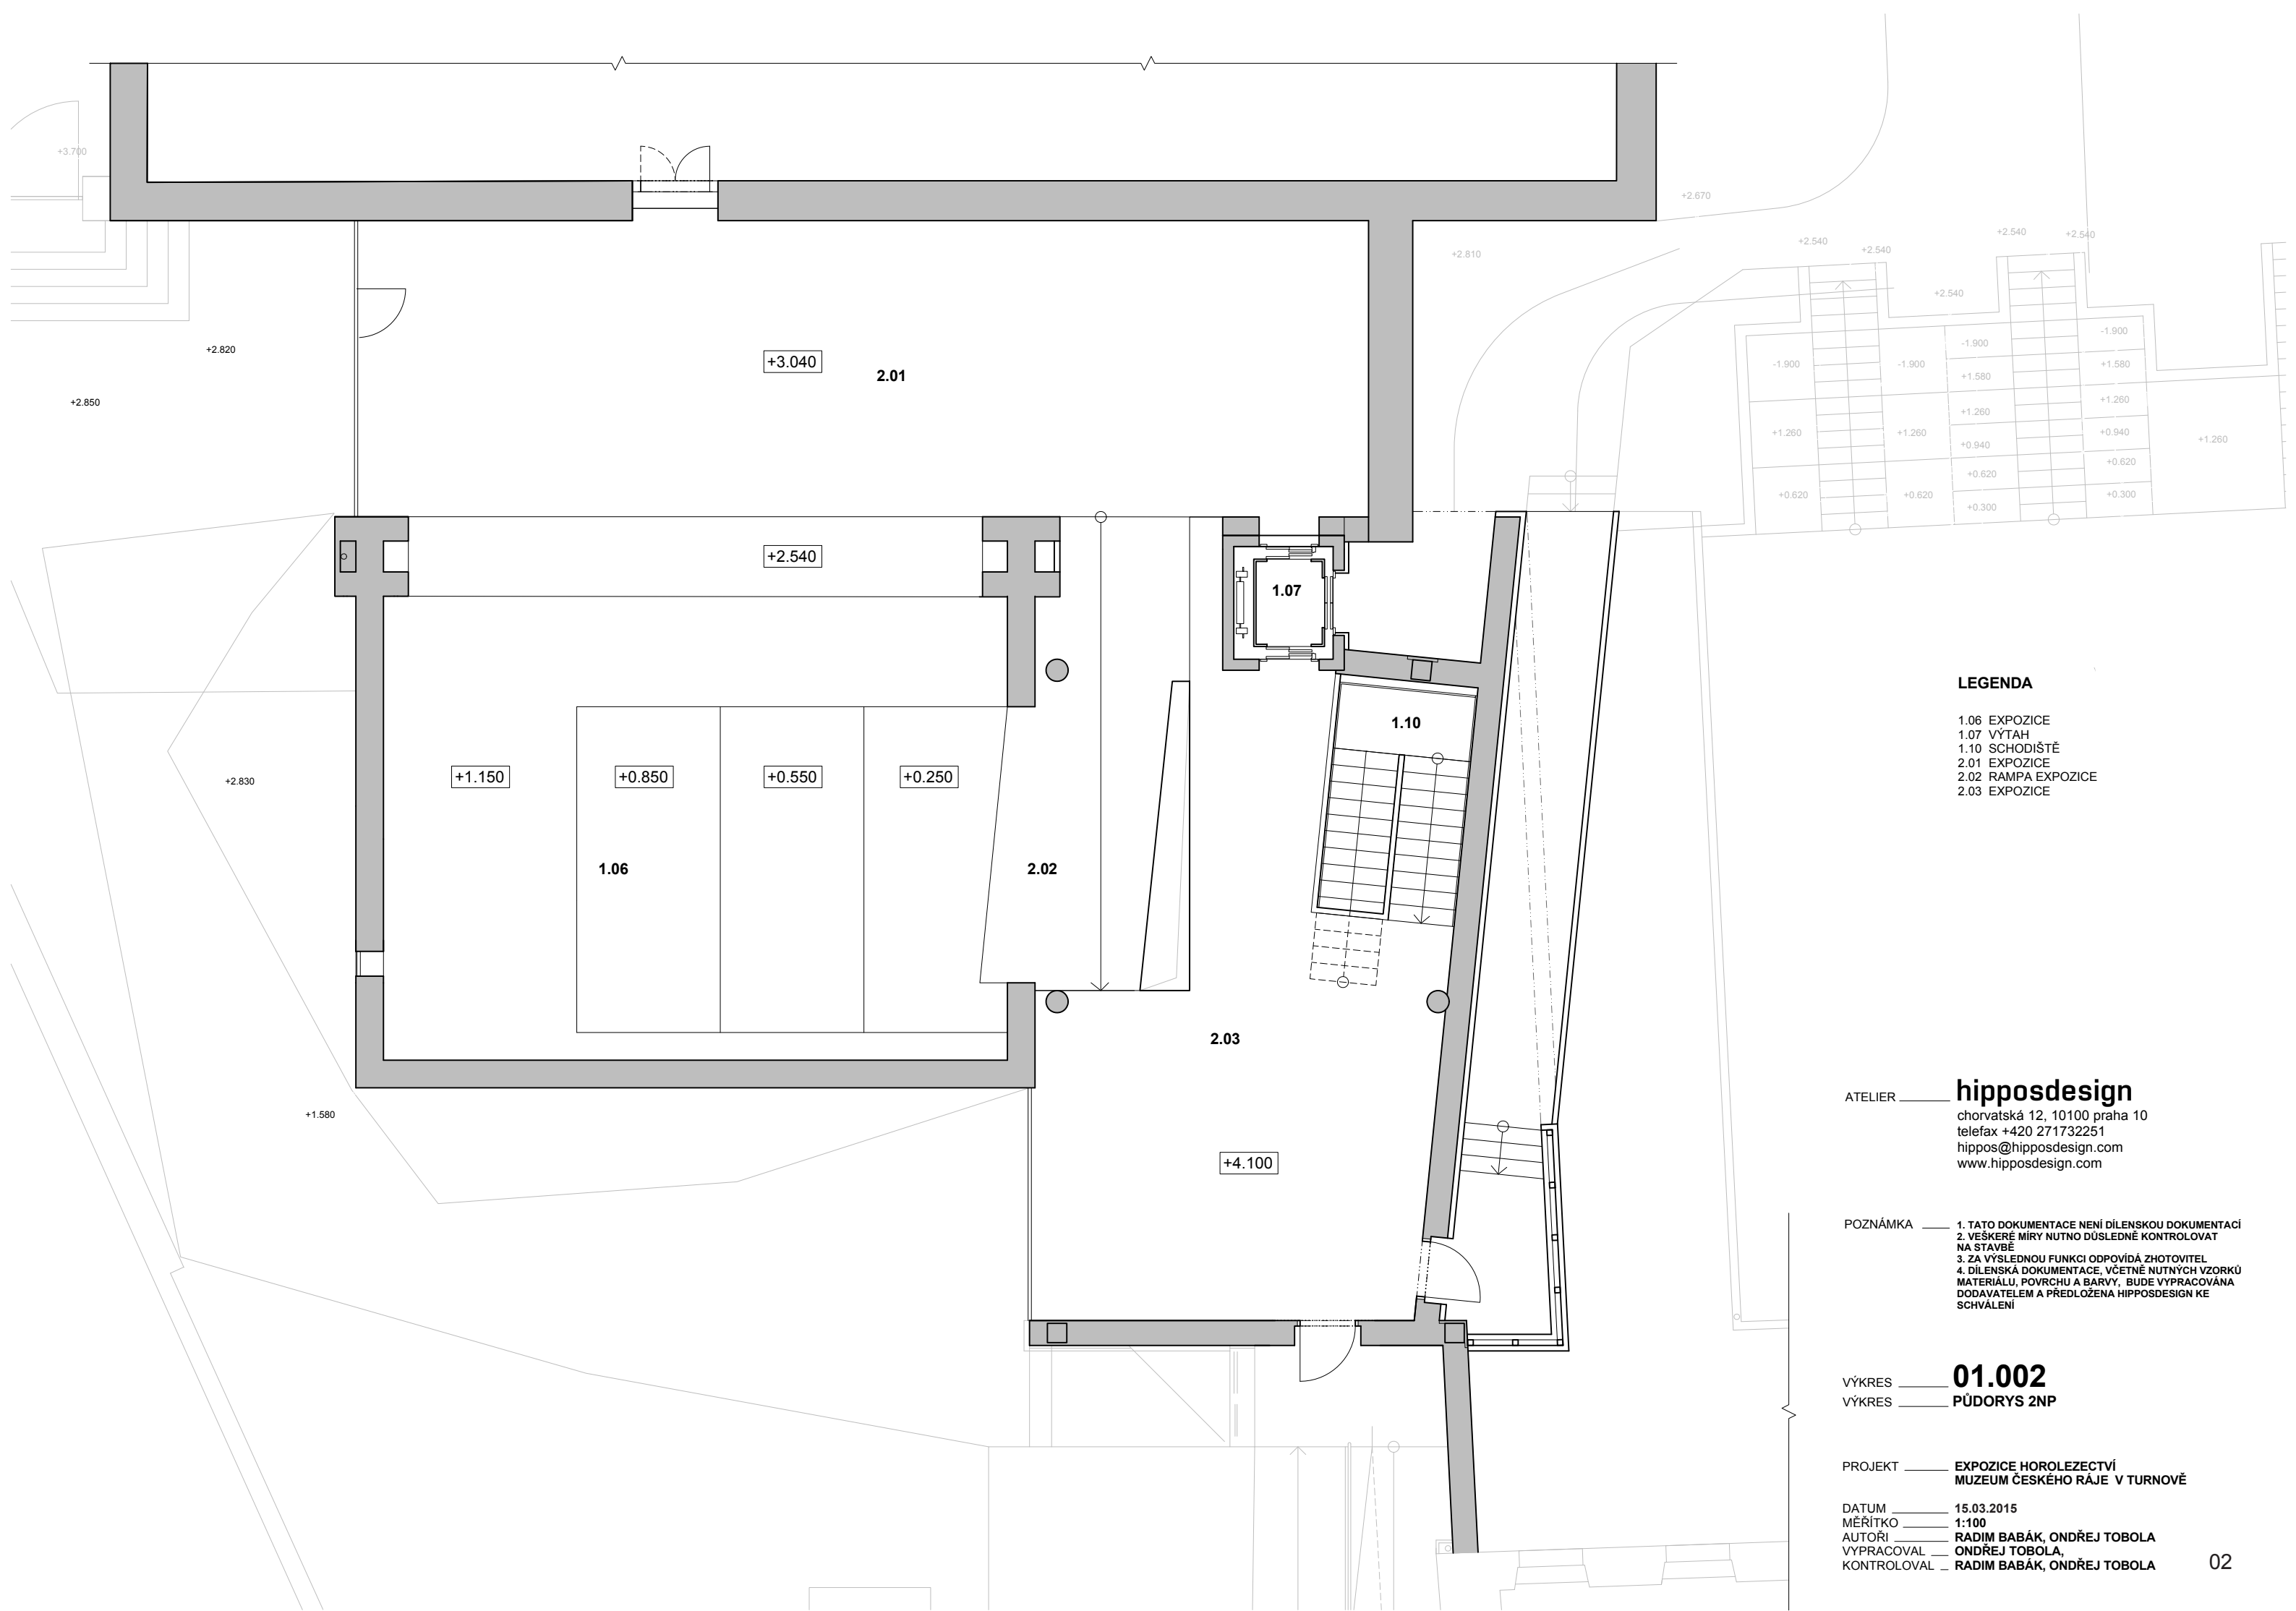 +3.700
+2.670
+2.810
+2.540
+2.540
+2.540
+2.540
+2.540
+2.820
+2.850
+3.040
2.01
-1.900
-1.900
-1.900
-1.900
+1.580
+1.580
+1.260
+1.260
+1.260
+1.260
+1.260
+0.940
+0.940
+0.620
+0.620
+0.620
+0.620
+0.300
+0.300
+2.540
1.07
1.10
+2.830
+1.150
+0.850
+0.550
+0.250
1.06
2.02
2.03
+1.580
+4.100
LEGENDA
1.06 EXPOZICE
1.07 VÝTAH
1.10 SCHODIŠTĚ
2.01 EXPOZICE
2.02 RAMPA EXPOZICE
2.03 EXPOZICE
ATELIER hipposdesign
chorvatská 12, 10100 praha 10
telefax +420 271732251
hippos@hipposdesign.com
www.hipposdesign.com
POZNÁMKA 1. TATO DOKUMENTACE NENÍ DÍLENSKOU DOKUMENTACÍ
2. VEŠKERÉ MÍRY NUTNO DŮSLEDNĚ KONTROLOVAT
NA STAVBĚ
3. ZA VÝSLEDNOU FUNKCI ODPOVÍDÁ ZHOTOVITEL
4. DÍLENSKÁ DOKUMENTACE, VČETNĚ NUTNÝCH VZORKŮ
MATERIÁLU, POVRCHU A BARVY, BUDE VYPRACOVÁNA
DODAVATELEM A PŘEDLOŽENA HIPPOSDESIGN KE
SCHVÁLENÍ
VÝKRES 01.002
VÝKRES PŮDORYS 2NP
PROJEKT EXPOZICE HOROLEZECTVÍ
MUZEUM ČESKÉHO RÁJE V TURNOVĚ
DATUM 15.03.2015
MĚŘÍTKO 1:100
AUTOŘI RADIM BABÁK, ONDŘEJ TOBOLA
VYPRACOVAL ONDŘEJ TOBOLA,
KONTROLOVAL RADIM BABÁK, ONDŘEJ TOBOLA
02